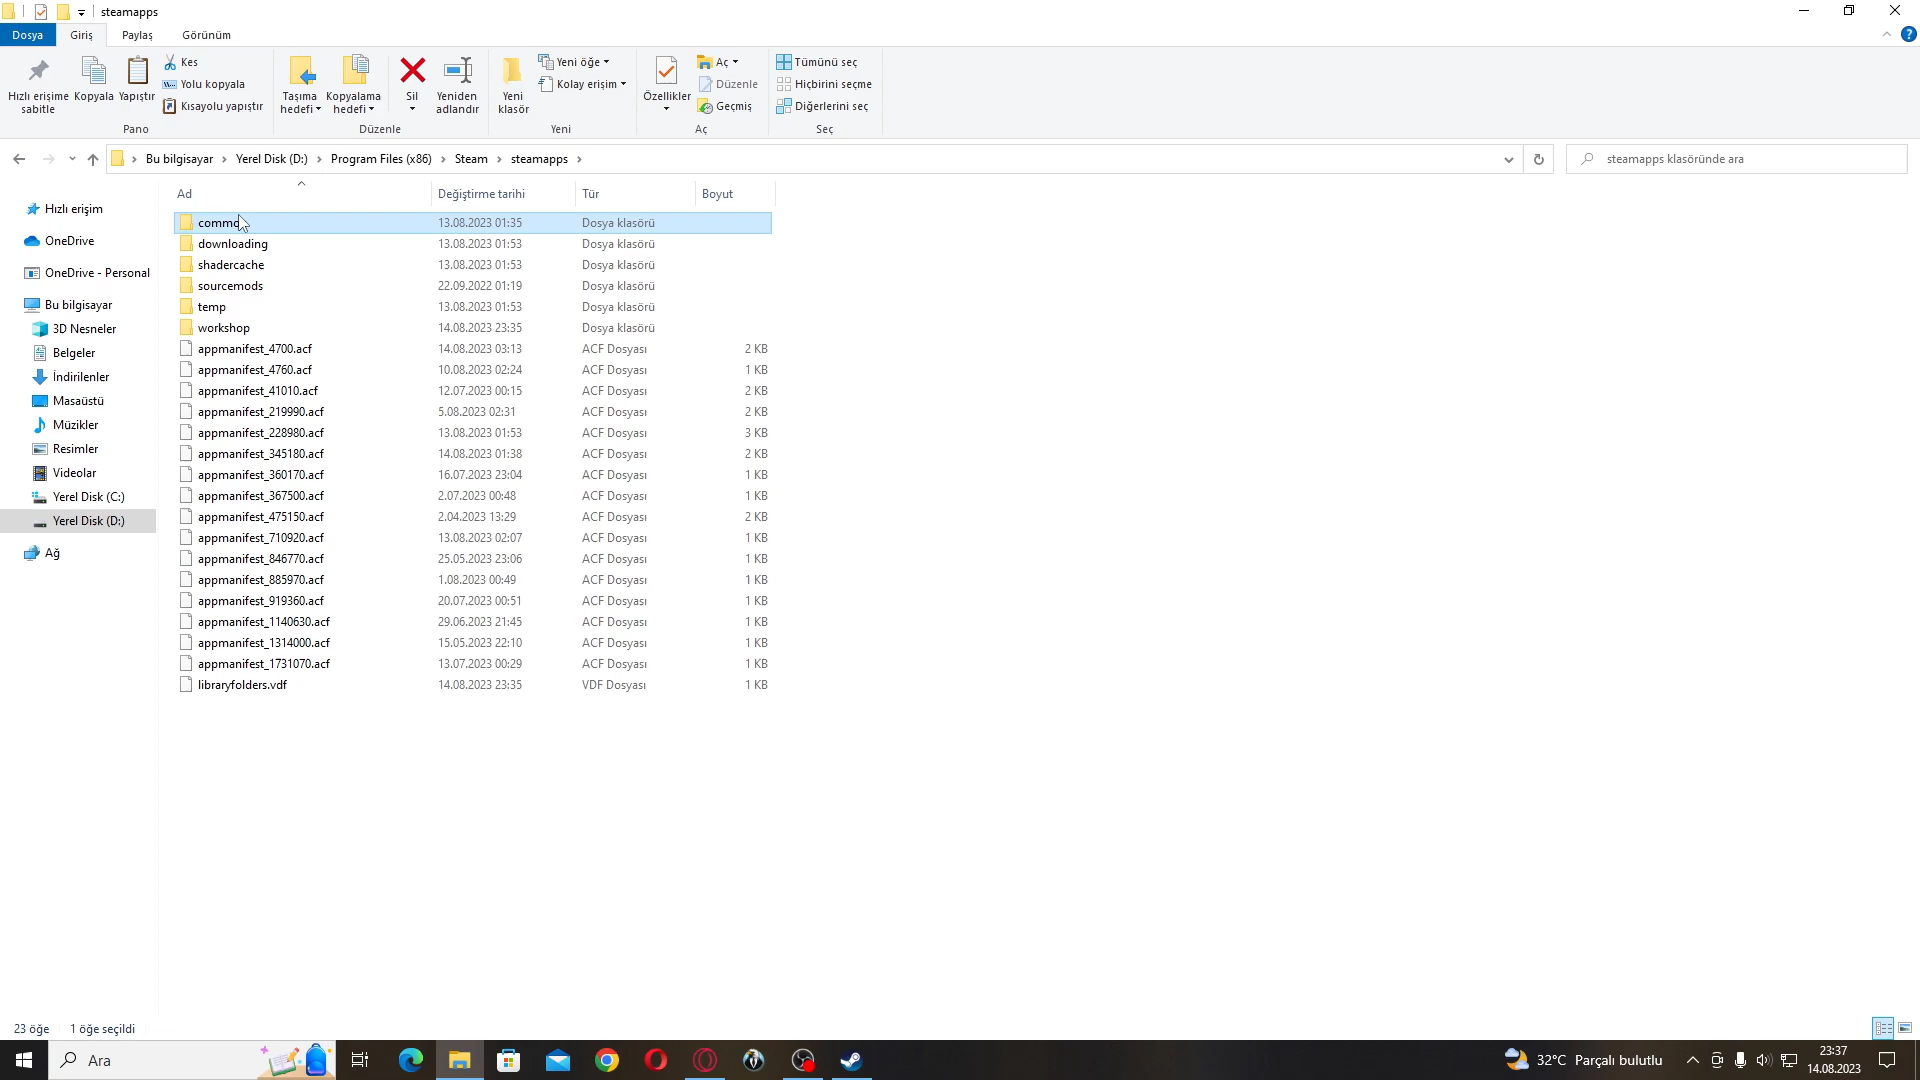 steamapps
Dosya
Giriş
Paylaş
Görünüm
Hızlı erişime sabitle
Kopyala
Yapıştır
Kes
Yolu kopyala
Kısayolu yapıştır
Pano
Taşıma hedefi
Kopyalama hedefi
Sil
Yeniden adlandır
Düzenle
Yeni klasör
Yeni öğe
Kolay erişim
Yeni
Özellikler
Aç
Düzenle
Geçmiş
Aç
Tümünü seç
Hiçbirini seçme
Diğerlerini seç
Seç
Bu bilgisayar
Yerel Disk (D:)
Program Files (x86)
Steam
steamapps
steamapps klasöründe ara
Hızlı erişim
OneDrive
OneDrive - Personal
Bu bilgisayar
3D Nesneler
Belgeler
İndirilenler
Masaüstü
Müzikler
Resimler
Videolar
Yerel Disk (C:)
Yerel Disk (D:)
Ağ
Ad Değiştirme tarihi Tür Boyut
commo 13.08.2023 01:35 Dosya klasörü
downloading 13.08.2023 01:53 Dosya klasörü
shadercache 13.08.2023 01:53 Dosya klasörü
sourcemods 22.09.2022 01:19 Dosya klasörü
temp 13.08.2023 01:53 Dosya klasörü
workshop 14.08.2023 23:35 Dosya klasörü
appmanifest_4700.acf 14.08.2023 03:13 ACF Dosyası 2 KB
appmanifest_4760.acf 10.08.2023 02:24 ACF Dosyası 1 KB
appmanifest_41010.acf 12.07.2023 00:15 ACF Dosyası 2 KB
appmanifest_219990.acf 5.08.2023 02:31 ACF Dosyası 2 KB
appmanifest_228980.acf 13.08.2023 01:53 ACF Dosyası 3 KB
appmanifest_345180.acf 14.08.2023 01:38 ACF Dosyası 2 KB
appmanifest_360170.acf 16.07.2023 23:04 ACF Dosyası 1 KB
appmanifest_367500.acf 2.07.2023 00:48 ACF Dosyası 1 KB
appmanifest_475150.acf 2.04.2023 13:29 ACF Dosyası 2 KB
appmanifest_710920.acf 13.08.2023 02:07 ACF Dosyası 1 KB
appmanifest_846770.acf 25.05.2023 23:06 ACF Dosyası 1 KB
appmanifest_885970.acf 1.08.2023 00:49 ACF Dosyası 1 KB
appmanifest_919360.acf 20.07.2023 00:51 ACF Dosyası 1 KB
appmanifest_1140630.acf 29.06.2023 21:45 ACF Dosyası 1 KB
appmanifest_1314000.acf 15.05.2023 22:10 ACF Dosyası 1 KB
appmanifest_1731070.acf 13.07.2023 00:29 ACF Dosyası 1 KB
libraryfolders.vdf 14.08.2023 23:35 VDF Dosyası 1 KB
23 öğe 1 öğe seçildi
Ara
32°C Parçalı bulutlu
23:37
14.08.2023